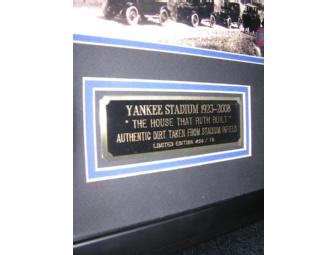 YANKEE STADIUM 1923-2008
" THE HOUSE THAT RUTH BUILT "
AUTHENTIC DIRT TAKEN FROM STADIUM INFIELD
LIMITED EDITION